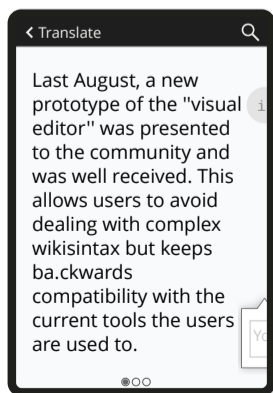 Translate
Last August, a new
prototype of the "visual
editor" was presented
to the community and
was well received. This
allows users to avoid
dealing with complex
wikisintax but keeps
ba.ckwards
compatibility with the
current tools the users
are used to.
i
Yo